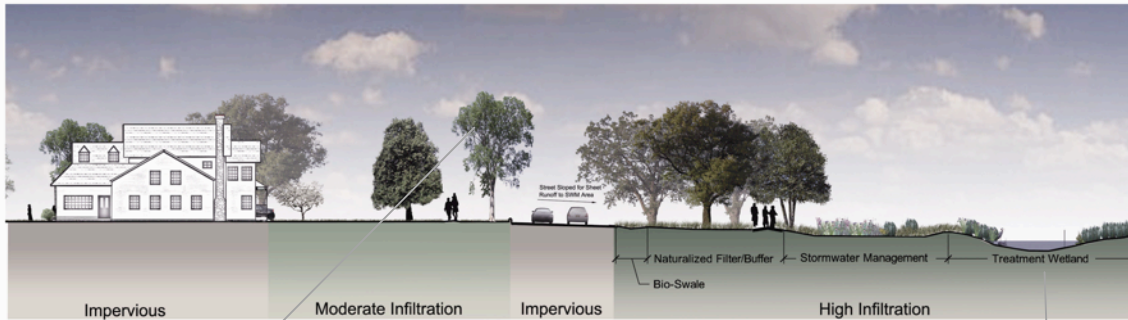 Street Sloped for Sheet
Runoff to SWM Area
Naturalized Filter/Buffer
Stormwater Management
Treatment Wetland
Bio-Swale
Impervious
Moderate Infiltration
Impervious
High Infiltration